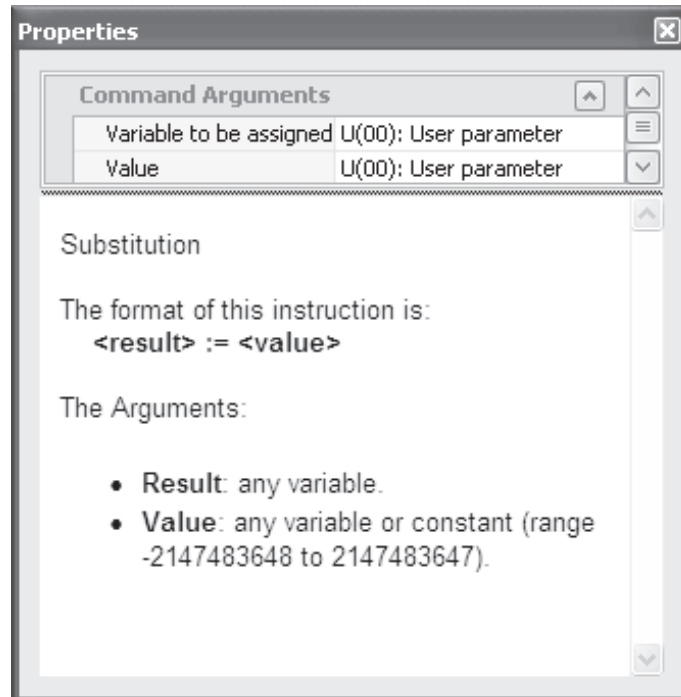 Properties
Command Arguments
Variable to be assigned U(00): User parameter
Value U(00): User parameter
Substitution
The format of this instruction is:
<result> := <value>
The Arguments:
• Result: any variable.
• Value: any variable or constant (range
-2147483648 to 2147483647).